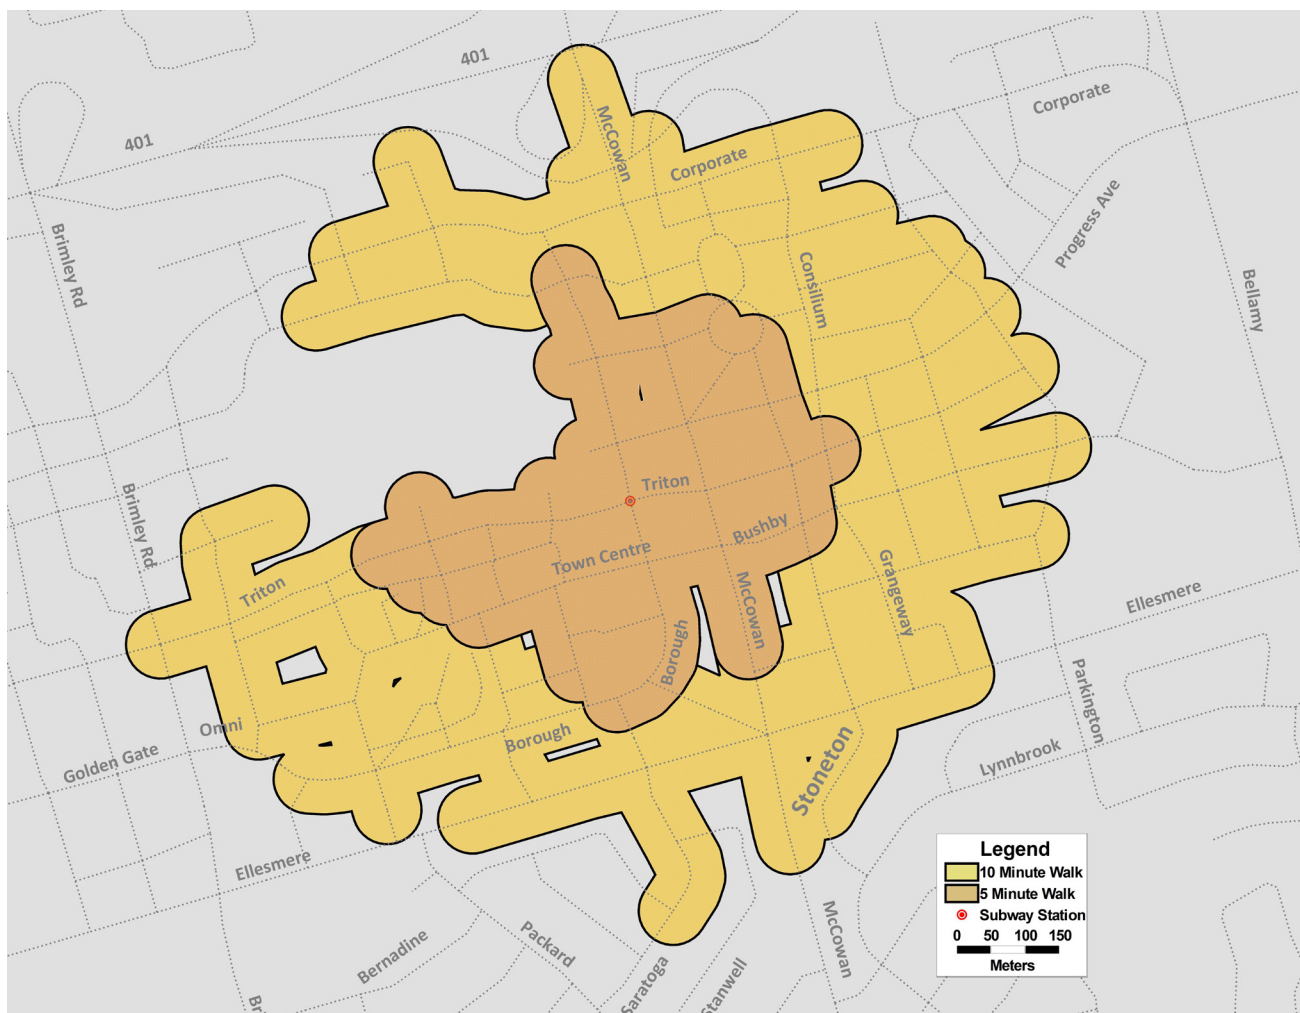 401
401
McCowan
Corporate
Corporate
Progress Ave
Brimley Rd
Consilium
Bellamy
Triton
Brimley Rd
Bushby
Town Centre
Triton
McCowan
Grangeway
Ellesmere
Borough
Parkington
Omni
Borough
Golden Gate
Stoneton
Lynnbrook
Ellesmere
Bernadine
Packard
Saratoga
Stanwell
McCowan
Br
Legend
10 Minute Walk
5 Minute Walk
Subway Station
0 50 100 150
Meters